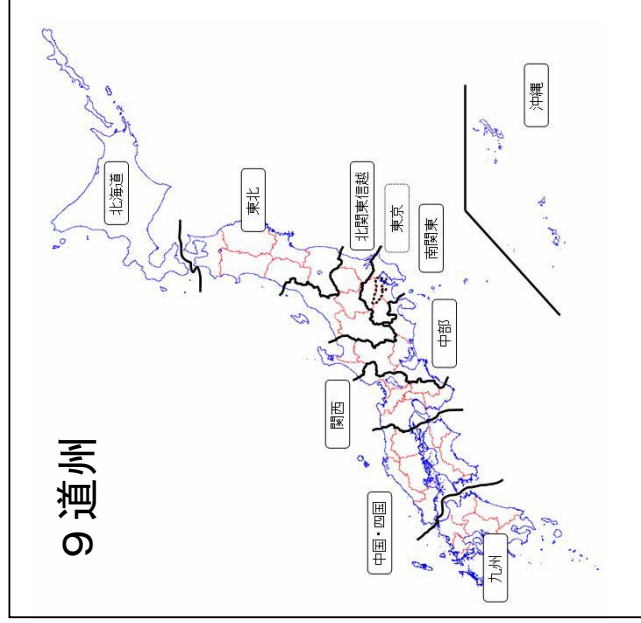 9道州
北海道
東北
北関東信越
東京
南関東
中部
関西
中国・四国
九州
沖縄